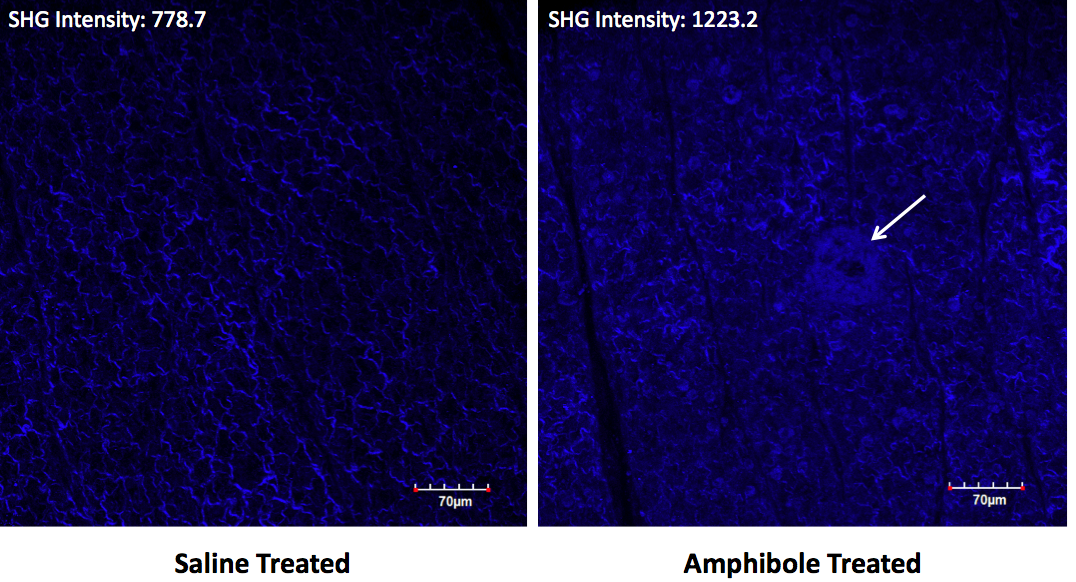 SHG Intensity: 778.7
SHG Intensity: 1223.2
70µm
70µm
Saline Treated
Amphibole Treated